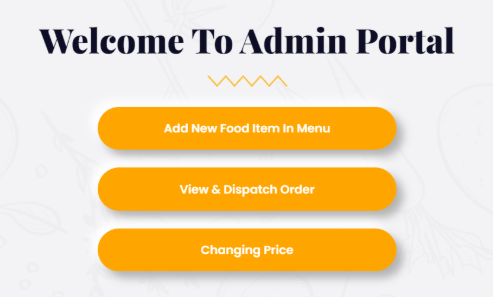 Welcome To Admin Portal
Add New Food Item In Menu
View & Dispatch Order
Changing Price